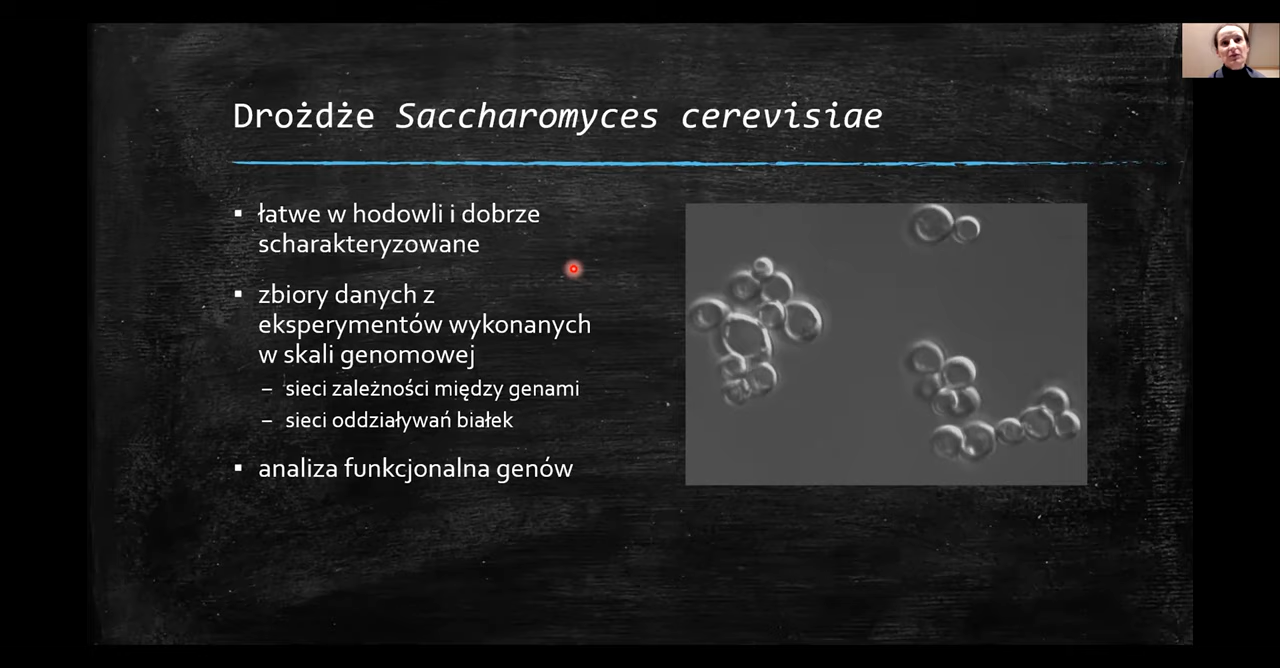 Drożdże Saccharomyces cerevisiae
▪ łatwe w hodowli i dobrze
scharakteryzowane
▪ zbiory danych z
eksperymentów wykonanych
w skali genomowej
– sieci zależności między genami
– sieci oddziaływań białek
▪ analiza funkcjonalna genów